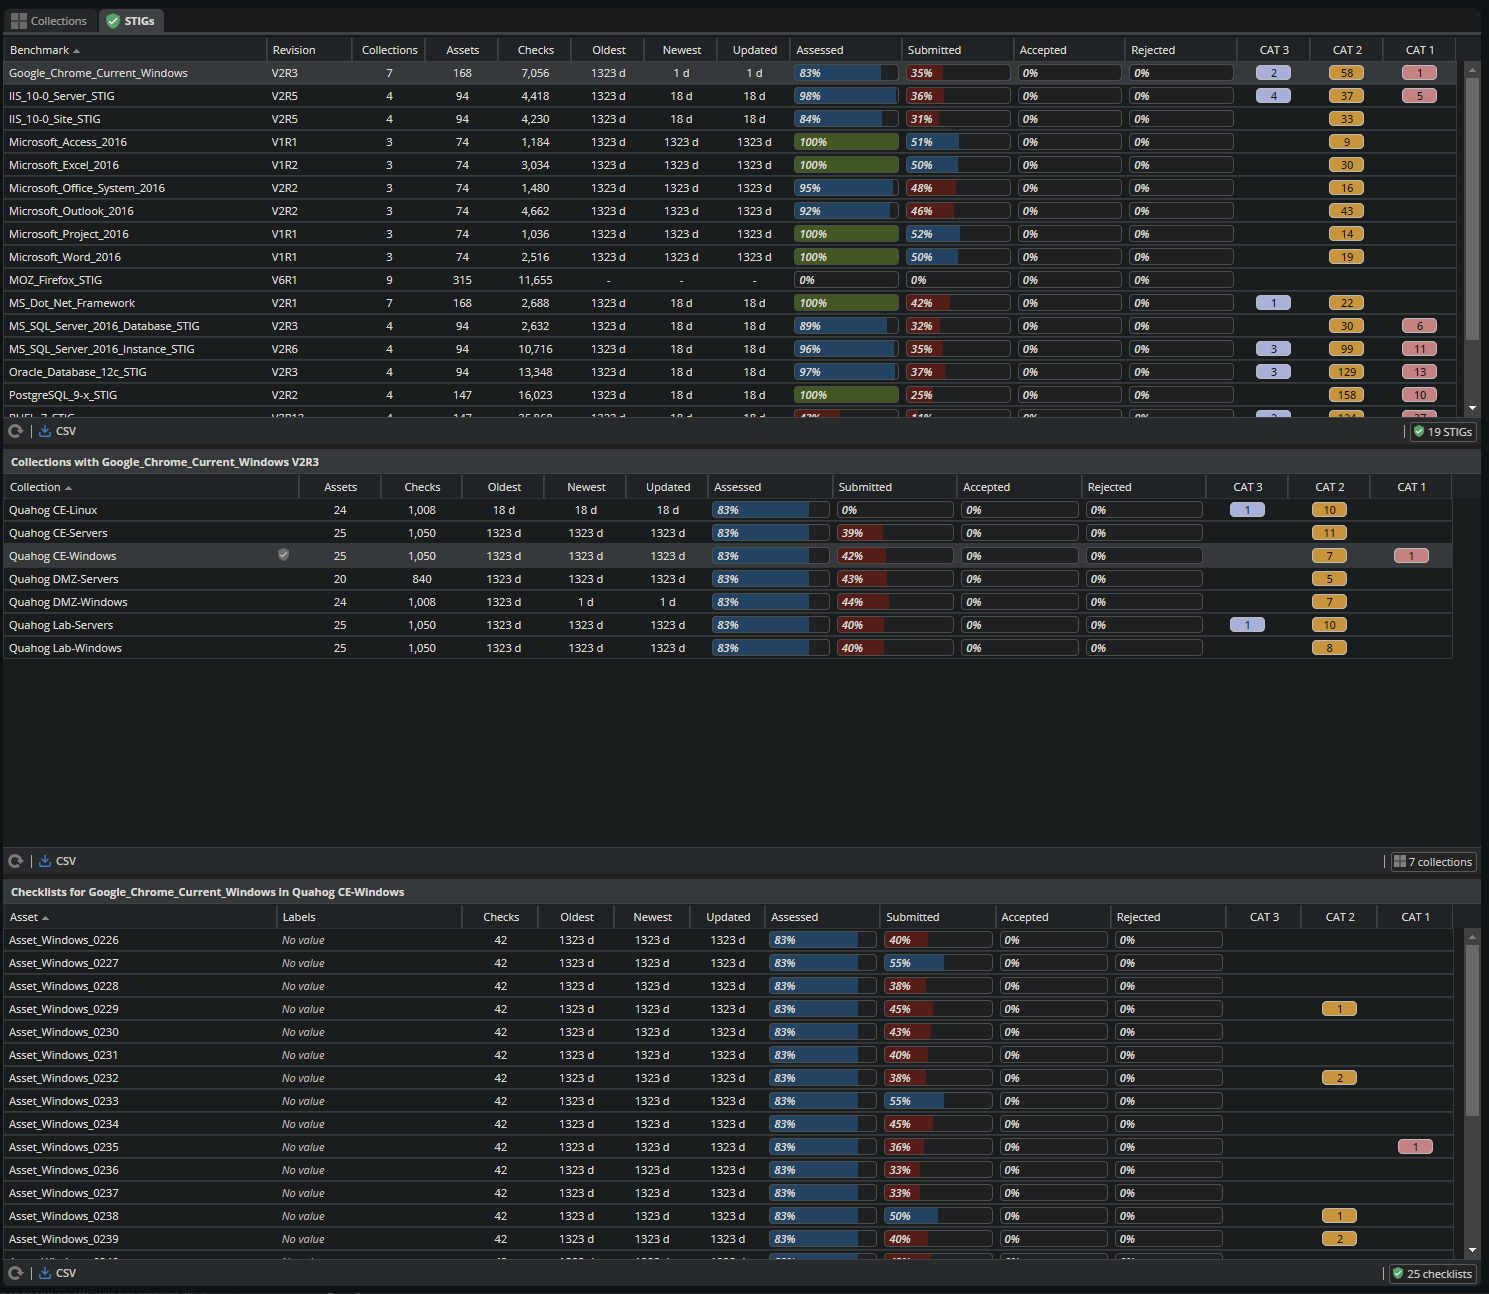 Collections STIGs
Benchmark Revision Collections Assets Checks Oldest Newest Updated Assessed Submitted Accepted Rejected CAT 3 CAT 2 CAT 1
Google_Chrome_Current_Windows V2R3 7 168 7,056 1323 d 1 d 1 d 83% 35% 0% 0% 2 58 1
IIS_10-0_Server_STIG V2R5 4 94 4,418 1323 d 18 d 18 d 98% 36% 0% 0% 4 37 5
IIS_10-0_Site_STIG V2R5 4 94 4,230 1323 d 18 d 18 d 84% 31% 0% 0% 33
Microsoft_Access_2016 V1R1 3 74 1,184 1323 d 1323 d 1323 d 100% 51% 0% 0% 9
Microsoft_Excel_2016 V1R2 3 74 3,034 1323 d 1323 d 1323 d 100% 50% 0% 0% 30
Microsoft_Office_System_2016 V2R2 3 74 1,480 1323 d 1323 d 1323 d 95% 48% 0% 0% 16
Microsoft_Outlook_2016 V2R2 3 74 4,662 1323 d 1323 d 1323 d 92% 46% 0% 0% 43
Microsoft_Project_2016 V1R1 3 74 1,036 1323 d 1323 d 1323 d 100% 52% 0% 0% 14
Microsoft_Word_2016 V1R1 3 74 2,516 1323 d 1323 d 1323 d 100% 50% 0% 0% 19
MOZ_Firefox_STIG V6R1 9 315 11,655 - - - 0% 0% 0% 0%
MS_Dot_Net_Framework V2R1 7 168 2,688 1323 d 18 d 18 d 100% 42% 0% 0% 1 22
MS_SQL_Server_2016_Database_STIG V2R3 4 94 2,632 1323 d 18 d 18 d 89% 32% 0% 0% 30 6
MS_SQL_Server_2016_Instance_STIG V2R6 4 94 10,716 1323 d 18 d 18 d 96% 35% 0% 0% 3 99 11
Oracle_Database_12c_STIG V2R3 4 94 13,348 1323 d 18 d 18 d 97% 37% 0% 0% 3 129 13
PostgreSQL_9-x_STIG V2R2 4 147 16,023 1323 d 18 d 18 d 100% 25% 0% 0% 158 10
CSV 19 STIGs
Collections with Google_Chrome_Current_Windows V2R3
Collection Assets Checks Oldest Newest Updated Assessed Submitted Accepted Rejected CAT 3 CAT 2 CAT 1
Quahog CE-Linux 24 1,008 18 d 18 d 18 d 83% 0% 0% 0% 1 10
Quahog CE-Servers 25 1,050 1323 d 1323 d 1323 d 83% 39% 0% 0% 11
Quahog CE-Windows 25 1,050 1323 d 1323 d 1323 d 83% 42% 0% 0% 7 1
Quahog DMZ-Servers 20 840 1323 d 1323 d 1323 d 83% 43% 0% 0% 5
Quahog DMZ-Windows 24 1,008 1323 d 1 d 1 d 83% 44% 0% 0% 7
Quahog Lab-Servers 25 1,050 1323 d 1323 d 1323 d 83% 40% 0% 0% 1 10
Quahog Lab-Windows 25 1,050 1323 d 1323 d 1323 d 83% 40% 0% 0% 8
CSV 7 collections
Checklists for Google_Chrome_Current_Windows in Quahog CE-Windows
Asset Labels Checks Oldest Newest Updated Assessed Submitted Accepted Rejected CAT 3 CAT 2 CAT 1
Asset_Windows_0226 No value 42 1323 d 1323 d 1323 d 83% 40% 0% 0%
Asset_Windows_0227 No value 42 1323 d 1323 d 1323 d 83% 55% 0% 0%
Asset_Windows_0228 No value 42 1323 d 1323 d 1323 d 83% 38% 0% 0%
Asset_Windows_0229 No value 42 1323 d 1323 d 1323 d 83% 45% 0% 0% 1
Asset_Windows_0230 No value 42 1323 d 1323 d 1323 d 83% 43% 0% 0%
Asset_Windows_0231 No value 42 1323 d 1323 d 1323 d 83% 40% 0% 0%
Asset_Windows_0232 No value 42 1323 d 1323 d 1323 d 83% 38% 0% 0% 2
Asset_Windows_0233 No value 42 1323 d 1323 d 1323 d 83% 55% 0% 0%
Asset_Windows_0234 No value 42 1323 d 1323 d 1323 d 83% 45% 0% 0%
Asset_Windows_0235 No value 42 1323 d 1323 d 1323 d 83% 36% 0% 0% 1
Asset_Windows_0236 No value 42 1323 d 1323 d 1323 d 83% 33% 0% 0%
Asset_Windows_0237 No value 42 1323 d 1323 d 1323 d 83% 33% 0% 0%
Asset_Windows_0238 No value 42 1323 d 1323 d 1323 d 83% 50% 0% 0% 1
Asset_Windows_0239 No value 42 1323 d 1323 d 1323 d 83% 40% 0% 0% 2
CSV 25 checklists